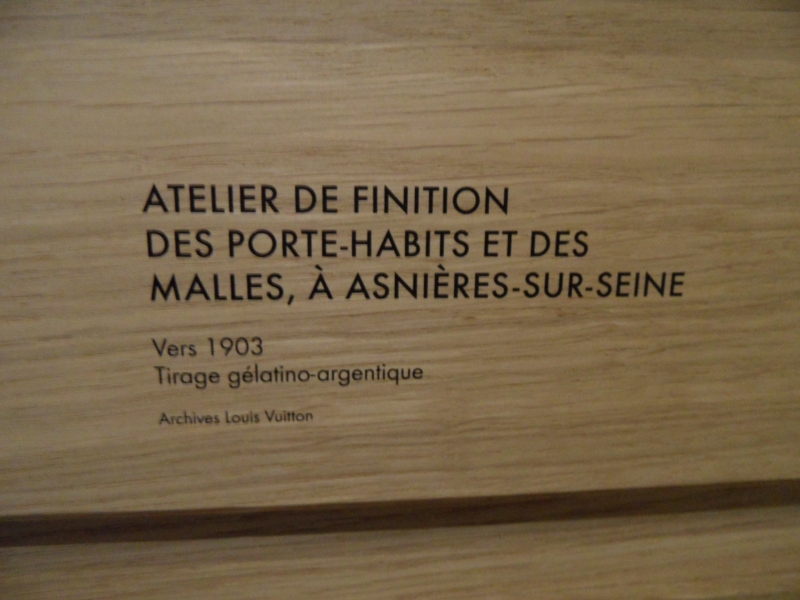 ATELIER DE FINITION
DES PORTE-HABITS ET DES
MALLES, À ASNIÈRES-SUR-SEINE
Vers 1903
Tirage gélatino-argentique
Archives Louis Vuitton